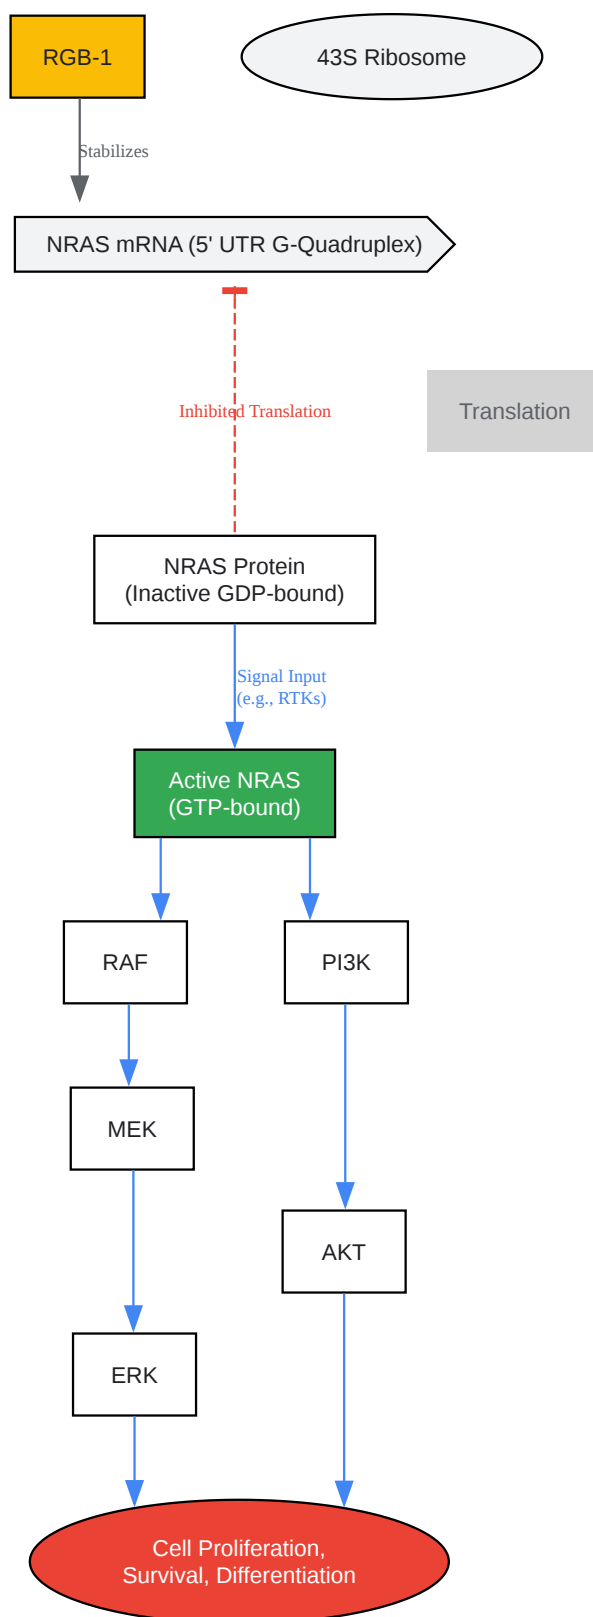 RGB-1
43S Ribosome
Stabilizes
NRAS mRNA (5' UTR G-Quadruplex)
Inhibited Translation
Translation
NRAS Protein
(Inactive GDP-bound)
Signal Input
(e.g., RTKs)
Active NRAS
(GTP-bound)
RAF
PI3K
MEK
AKT
ERK
Cell Proliferation,
Survival, Differentiation